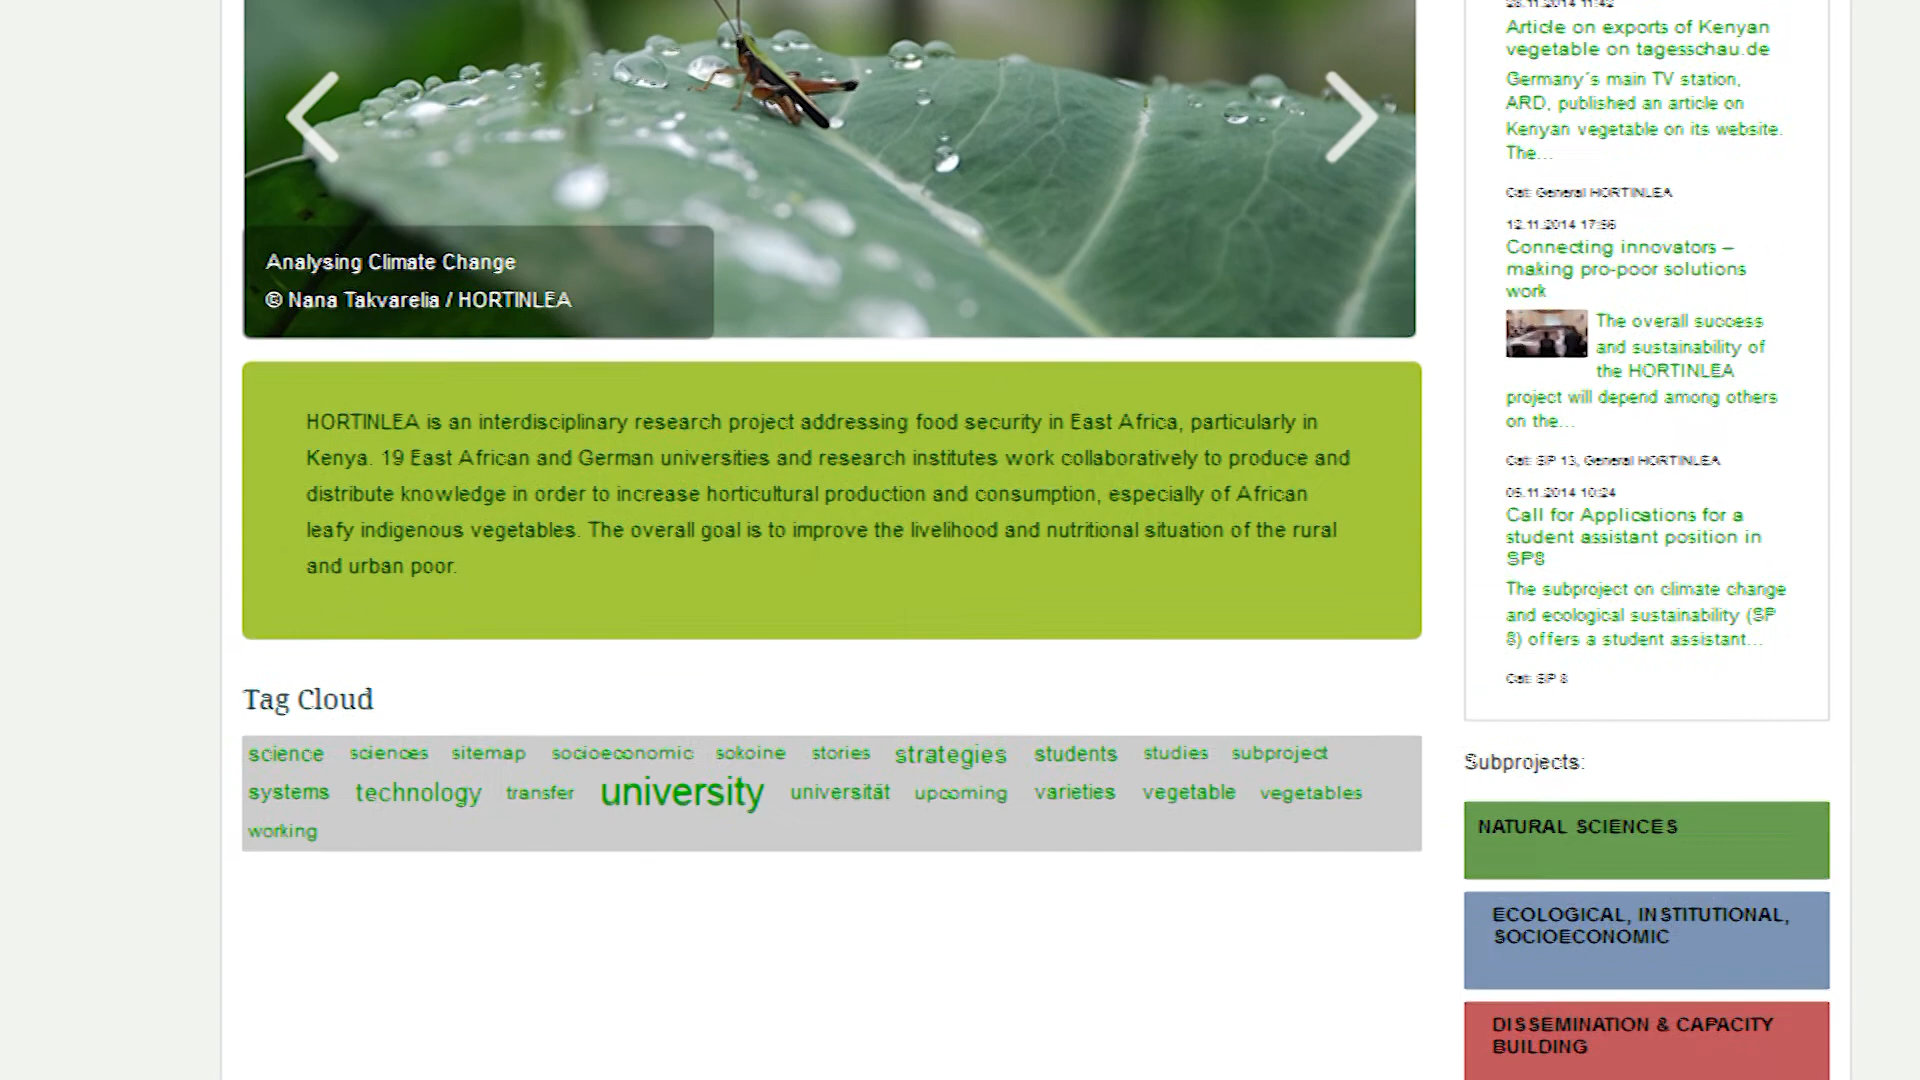 Analysing Climate Change
© Nana Takvarelia / HORTINLEA
HORTINLEA is an interdisciplinary research project addressing food security in East Africa, particularly in
Kenya. 19 East African and German universities and research institutes work collaboratively to produce and
distribute knowledge in order to increase horticultural production and consumption, especially of African
leafy indigenous vegetables. The overall goal is to improve the livelihood and nutritional situation of the rural
and urban poor.
Tag Cloud
science sciences sitemap socioeconomic sokoine stories strategies students studies subproject
systems technology transfer university universität upcoming varieties vegetable vegetables
working
Article on exports of Kenyan
vegetable on tagesschau.de
Germany´s main TV station,
ARD, published an article on
Kenyan vegetable on its website.
The...
Cat: General HORTINLEA
12.11.2014 17:56
Connecting innovators –
making pro-poor solutions
work
The overall success
and sustainability of
the HORTINLEA
project will depend among others
on the...
Cat: SP 13, General HORTINLEA
05.11.2014 10:24
Call for Applications for a
student assistant position in
SP8
The subproject on climate change
and ecological sustainability (SP
8) offers a student assistant...
Cat: SP 8
Subprojects:
NATURAL SCIENCES
ECOLOGICAL, INSTITUTIONAL,
SOCIOECONOMIC
DISSEMINATION & CAPACITY
BUILDING